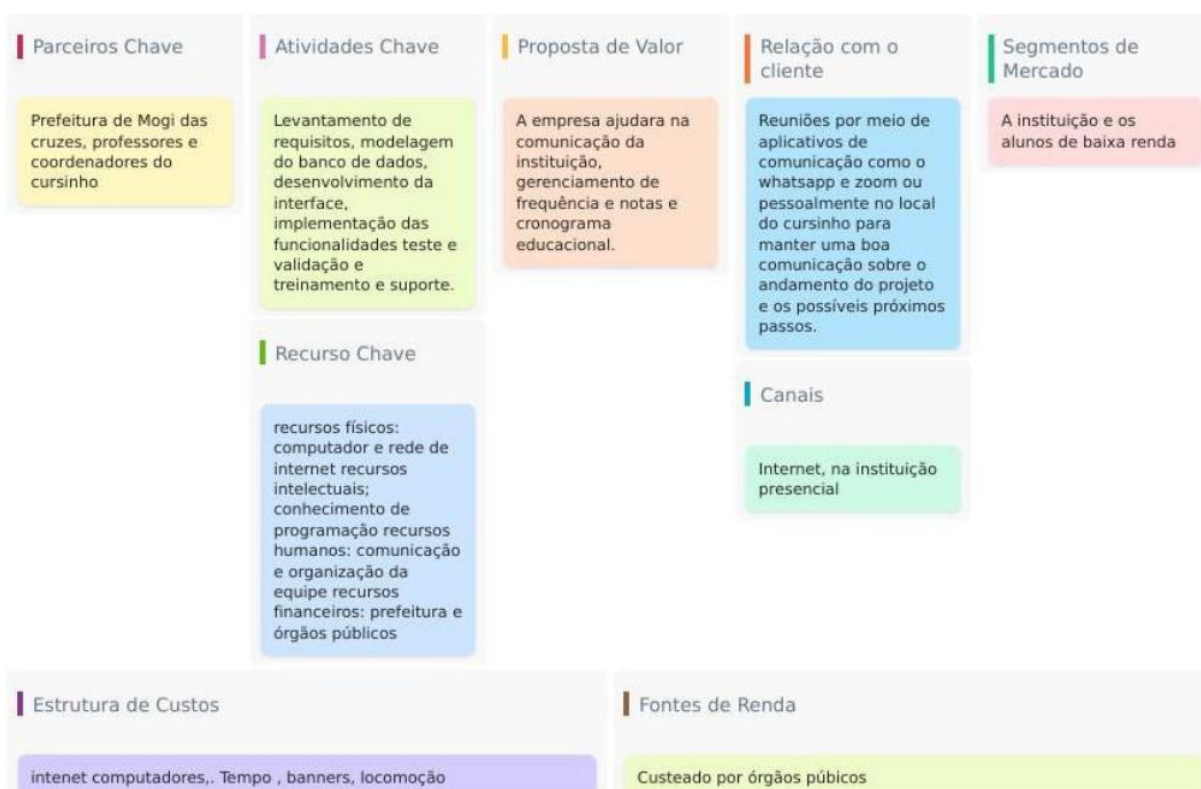 Parceiros Chave
Prefeitura de Mogi das
cruzes, professores e
coordenadores do
cursinho
Atividades Chave
Levantamento de
requisitos, modelagem
do banco de dados,
desenvolvimento da
interface,
implementação das
funcionalidades teste e
validação e
treinamento e suporte.
Recurso Chave
recursos físicos:
computador e rede de
internet recursos
intelectuais;
conhecimento de
programação recursos
humanos: comunicação
e organização da
equipe recursos
financeiros: prefeitura e
órgãos públicos
Proposta de Valor
A empresa ajudara na
comunicação da
instituição,
gerenciamento de
frequência e notas e
cronograma
educacional.
Relação com o
cliente
Reuniões por meio de
aplicativos de
comunicação como o
whatsapp e zoom ou
pessoalmente no local
do cursinho para
manter uma boa
comunicação sobre o
andamento do projeto
e os possíveis próximos
passos.
Canais
Internet, na instituição
presencial
Segmentos de
Mercado
A instituição e os
alunos de baixa renda
Estrutura de Custos
intenet computadores,. Tempo , banners, locomoção
Fontes de Renda
Custeado por órgãos púbicos